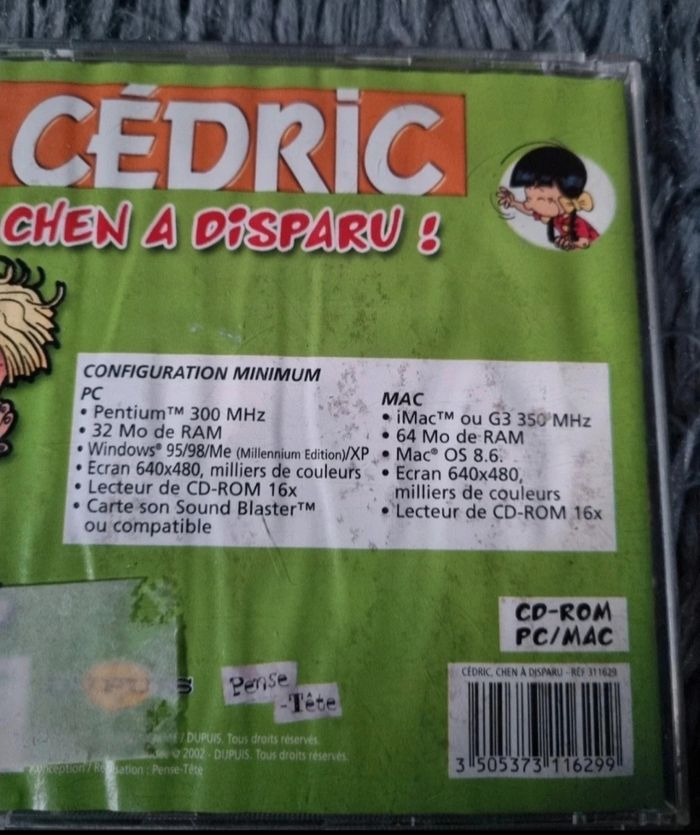 CÉDRIC
CHEN A DISPARU !
CONFIGURATION MINIMUM
PC
• Pentium™ 300 MHz
• 32 Mo de RAM
• Windows® 95/98/Me (Millennium Edition)/XP
• Ecran 640x480, milliers de couleurs
• Lecteur de CD-ROM 16x
• Carte son Sound Blaster™
ou compatible
MAC
• iMac™ ou G3 350 MHz
• 64 Mo de RAM
• Mac® OS 8.6.
• Ecran 640x480,
milliers de couleurs
• Lecteur de CD-ROM 16x
CD-ROM
PC/MAC
Pense
-Tête
/ DUPUIS. Tous droits réservés.
© 2002 - DUPUIS. Tous droits réservés.
: Pense-Tête
CÉDRIC, CHEN A DISPARU - RÉF 311629
3 505373 116299